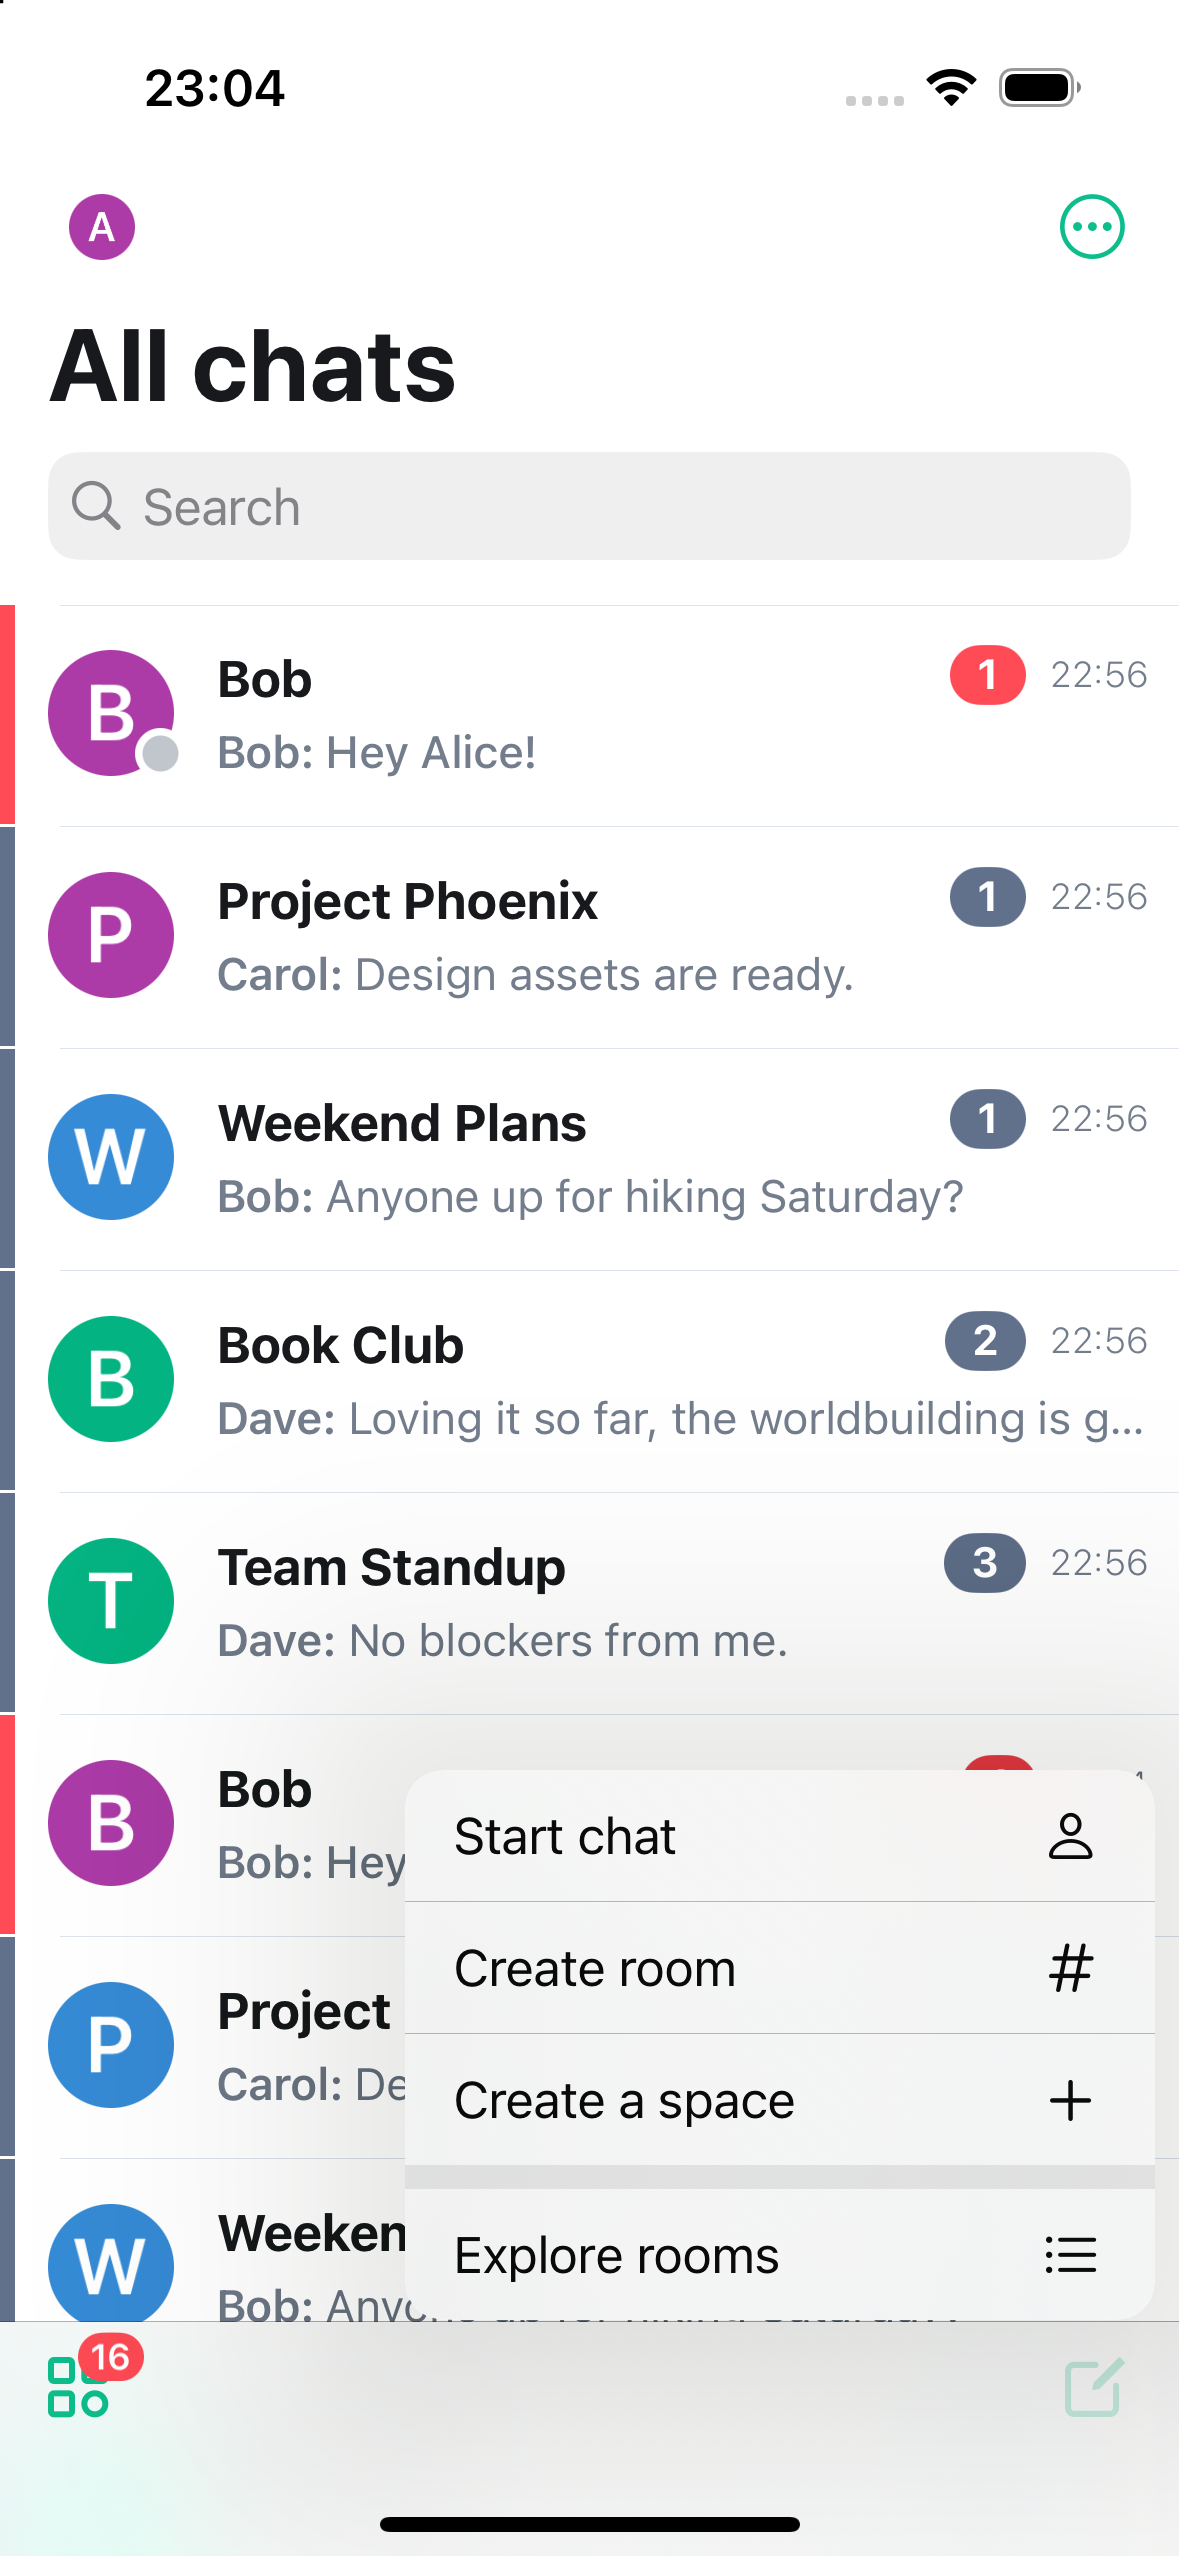 23:04
A
All chats
Search
B
Bob
1
22:56
Bob: Hey Alice!
P
Project Phoenix
1
22:56
Carol: Design assets are ready.
W
Weekend Plans
1
22:56
Bob: Anyone up for hiking Saturday?
B
Book Club
2
22:56
Dave: Loving it so far, the worldbuilding is g...
T
Team Standup
3
22:56
Dave: No blockers from me.
B
Bob
Bob: Hey
Start chat
Create room
P
Project
Carol: De
Create a space
W
Weeken
Explore rooms
Bob:
16